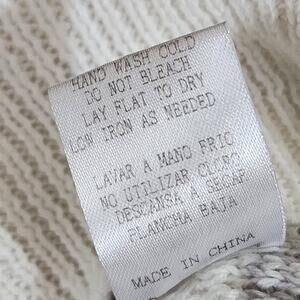 HAND WASH COLD
DO NOT BLEACH
LAY FLAT TO DRY
LOW IRON AS NEEDED
LAVAR A MANO FRIO
NO UTILIZAR CLORO
DESCANSA A SECAR
PLANCHA BAJA
MADE IN CHINA